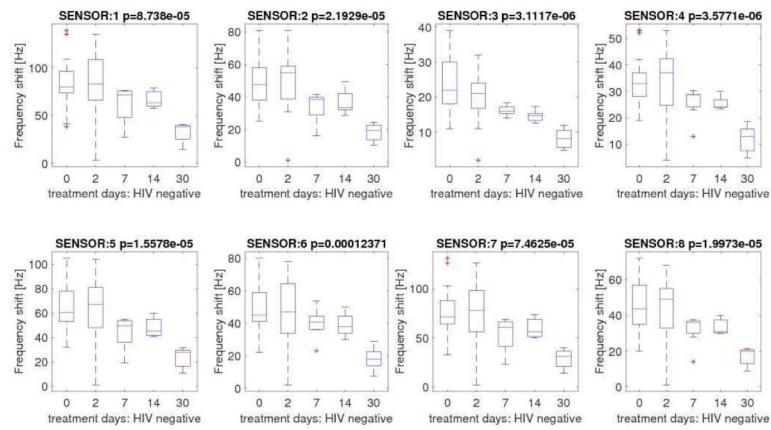 SENSOR:1 p=8.738e-05
Frequency shift [Hz]
100
50
0
0 2 7 14 30
treatment days: HIV negative
SENSOR:2 p=2.1929e-05
Frequency shift [Hz]
80
60
40
20
0
0 2 7 14 30
treatment days: HIV negative
SENSOR:3 p=3.1117e-06
Frequency shift [Hz]
40
30
20
10
0 2 7 14 30
treatment days: HIV negative
SENSOR:4 p=3.5771e-06
Frequency shift [Hz]
50
40
30
20
10
0 2 7 14 30
treatment days: HIV negative
SENSOR:5 p=1.5578e-05
Frequency shift [Hz]
100
80
60
40
20
0
0 2 7 14 30
treatment days: HIV negative
SENSOR:6 p=0.00012371
Frequency shift [Hz]
80
60
40
20
0
0 2 7 14 30
treatment days: HIV negative
SENSOR:7 p=7.4625e-05
Frequency shift [Hz]
100
50
0
0 2 7 14 30
treatment days: HIV negative
SENSOR:8 p=1.9973e-05
Frequency shift [Hz]
60
40
20
0
0 2 7 14 30
treatment days: HIV negative